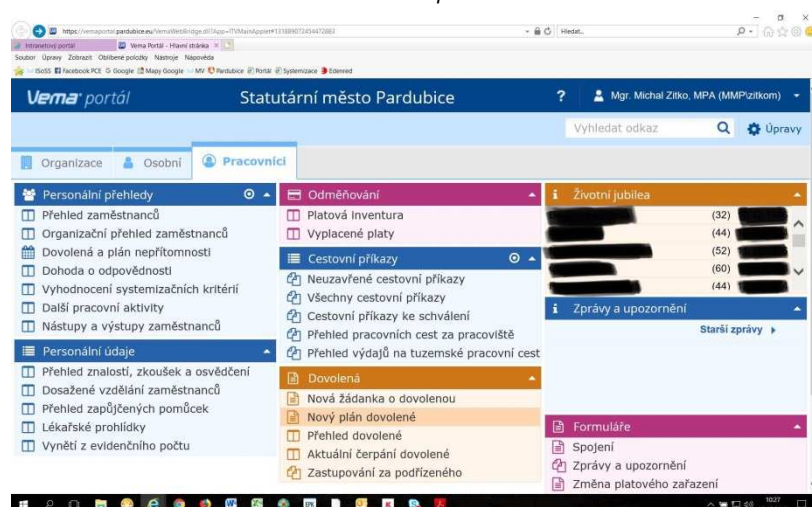 https://vemaportal.pardubice.eu/VemaWebBridge.dll?App=ITVMainApplet#131889072454472863
Hledat...
Intranetový portál
Vema Portál - Hlavní stránka
Soubor Úpravy Zobrazit Oblíbené položky Nástroje Nápověda
ISoSS Facebook PCE Google Mapy Google MV Pardubice Portál Systemizace Edenred
Vema portál
Statutární město Pardubice
? Mgr. Michal Zitko, MPA (MMP\zitkom)
Vyhledat odkaz
Úpravy
Organizace
Osobní
Pracovníci
Personální přehledy
Přehled zaměstnanců
Organizační přehled zaměstnanců
Dovolená a plán nepřítomnosti
Dohoda o odpovědnosti
Vyhodnocení systemizačních kritérií
Další pracovní aktivity
Nástupy a výstupy zaměstnanců
Personální údaje
Přehled znalostí, zkoušek a osvědčení
Dosažené vzdělání zaměstnanců
Přehled zapůjčených pomůcek
Lékařské prohlídky
Vynětí z evidenčního počtu
Odměňování
Platová inventura
Vyplacené platy
Cestovní příkazy
Neuzavřené cestovní příkazy
Všechny cestovní příkazy
Cestovní příkazy ke schválení
Přehled pracovních cest za pracoviště
Přehled výdajů na tuzemské pracovní cest
Dovolená
Nová žádanka o dovolenou
Nový plán dovolené
Přehled dovolené
Aktuální čerpání dovolené
Zastupování za podřízeného
Životní jubilea
(32)
(44)
(52)
(60)
(44)
Zprávy a upozornění
Starší zprávy
Formuláře
Spojení
Zprávy a upozornění
Změna platového zařazení
10:27